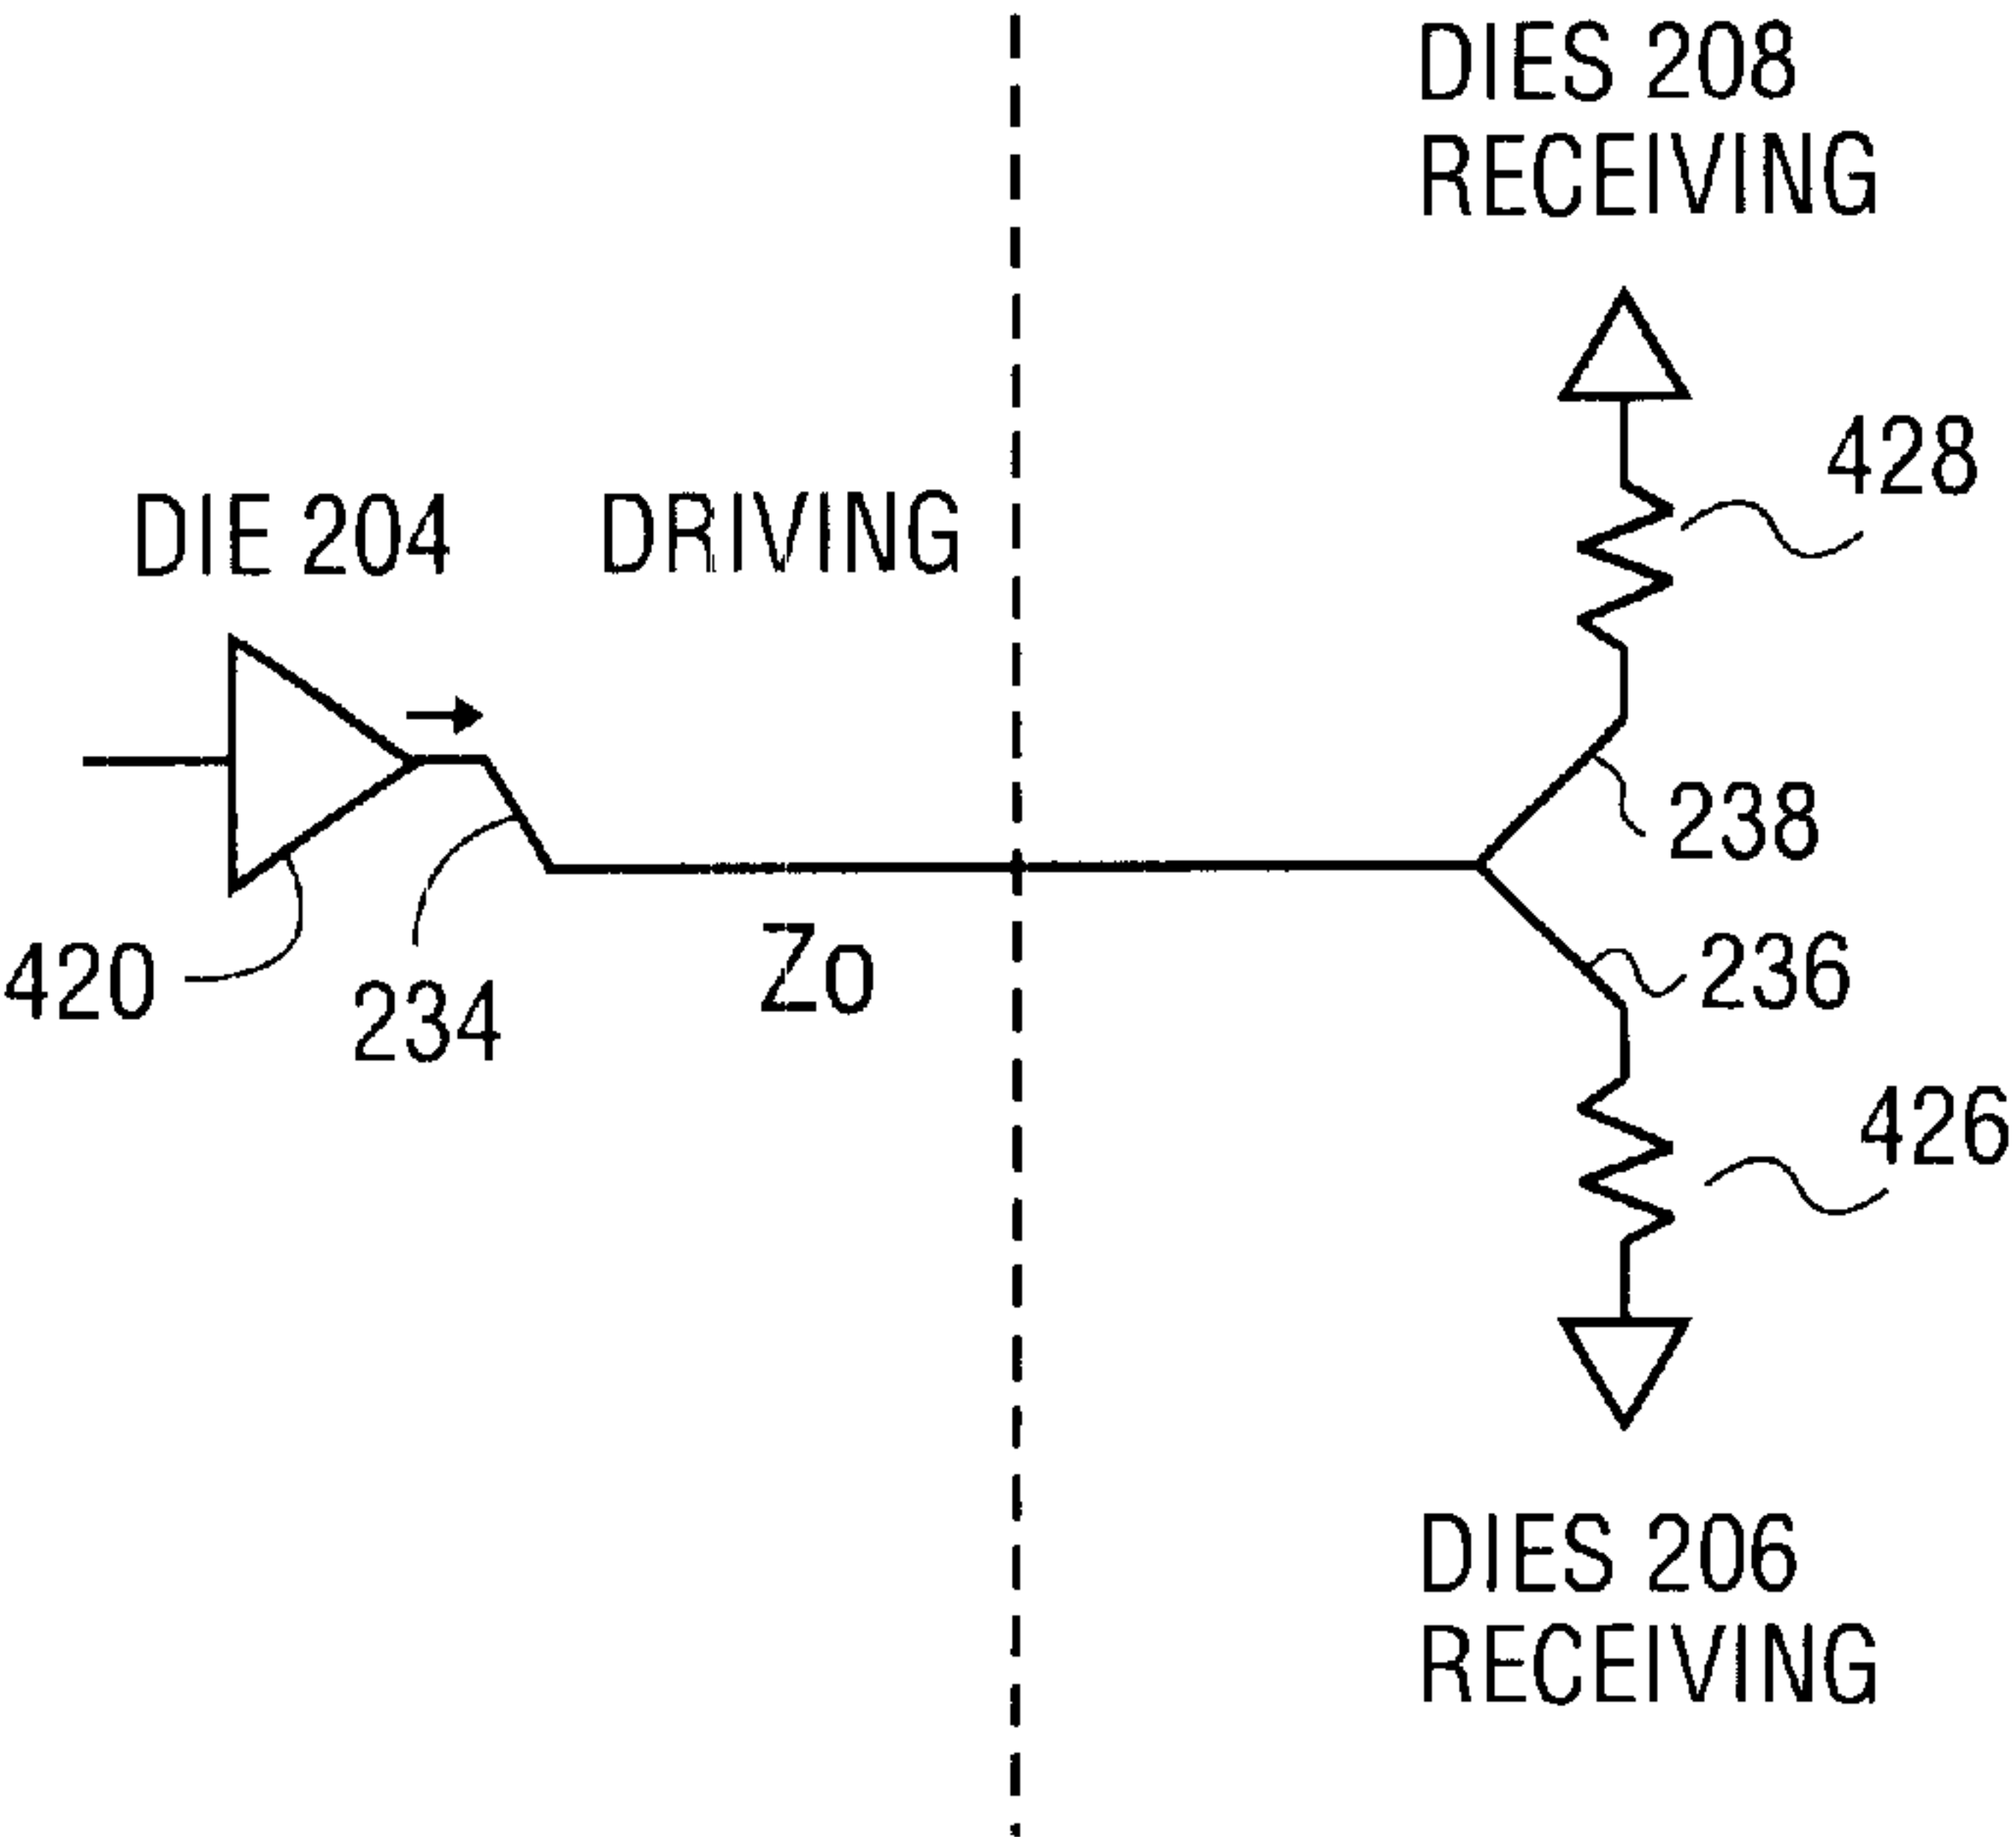 DIES 208
RECEIVING
428
DIE 204 DRIVING
238
420
234
Zo
236
426
DIES 206
RECEIVING